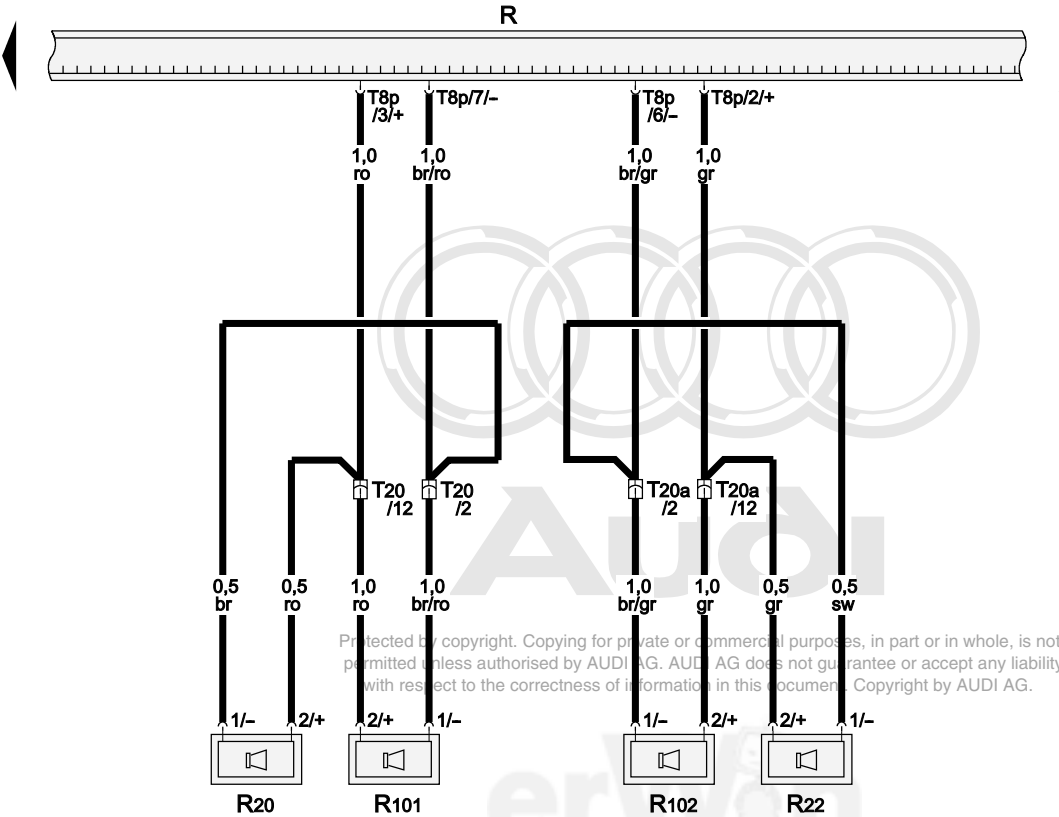 R
T8p
/3/+
T8p/7/–
T8p
/6/–
T8p/2/+
1,0
ro
1,0
br/ro
1,0
br/gr
1,0
gr
T20
/12
T20
/2
T20a
/2
T20a
/12
Audi
0,5
br
0,5
ro
1,0
ro
1,0
br/ro
1,0
br/gr
1,0
gr
0,5
gr
0,5
sw
Protected by copyright. Copying for private or commercial purposes, in part or in whole, is not
permitted unless authorised by AUDI AG. AUDI AG does not guarantee or accept any liability
with respect to the correctness of information in this document. Copyright by AUDI AG.
1/–
2/+
2/+
1/–
1/–
2/+
2/+
1/–
erWin
R20
R101
R102
R22